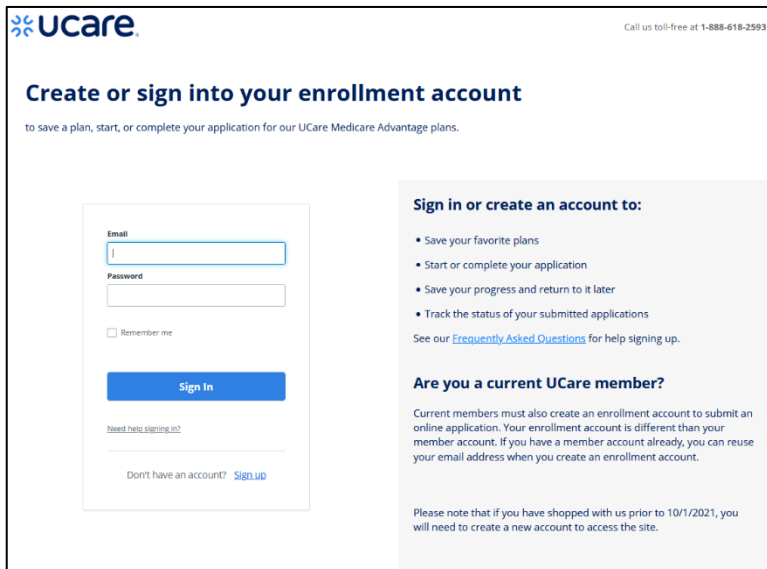 ucare.
Call us toll-free at 1-888-618-2593
Create or sign into your enrollment account
to save a plan, start, or complete your application for our UCare Medicare Advantage plans.
Email
Password
Remember me
Sign In
Need help signing in?
Don't have an account? Sign up
Sign in or create an account to:
• Save your favorite plans
• Start or complete your application
• Save your progress and return to it later
• Track the status of your submitted applications
See our Frequently Asked Questions for help signing up.
Are you a current UCare member?
Current members must also create an enrollment account to submit an
online application. Your enrollment account is different than your
member account. If you have a member account already, you can reuse
your email address when you create an enrollment account.
Please note that if you have shopped with us prior to 10/1/2021, you
will need to create a new account to access the site.